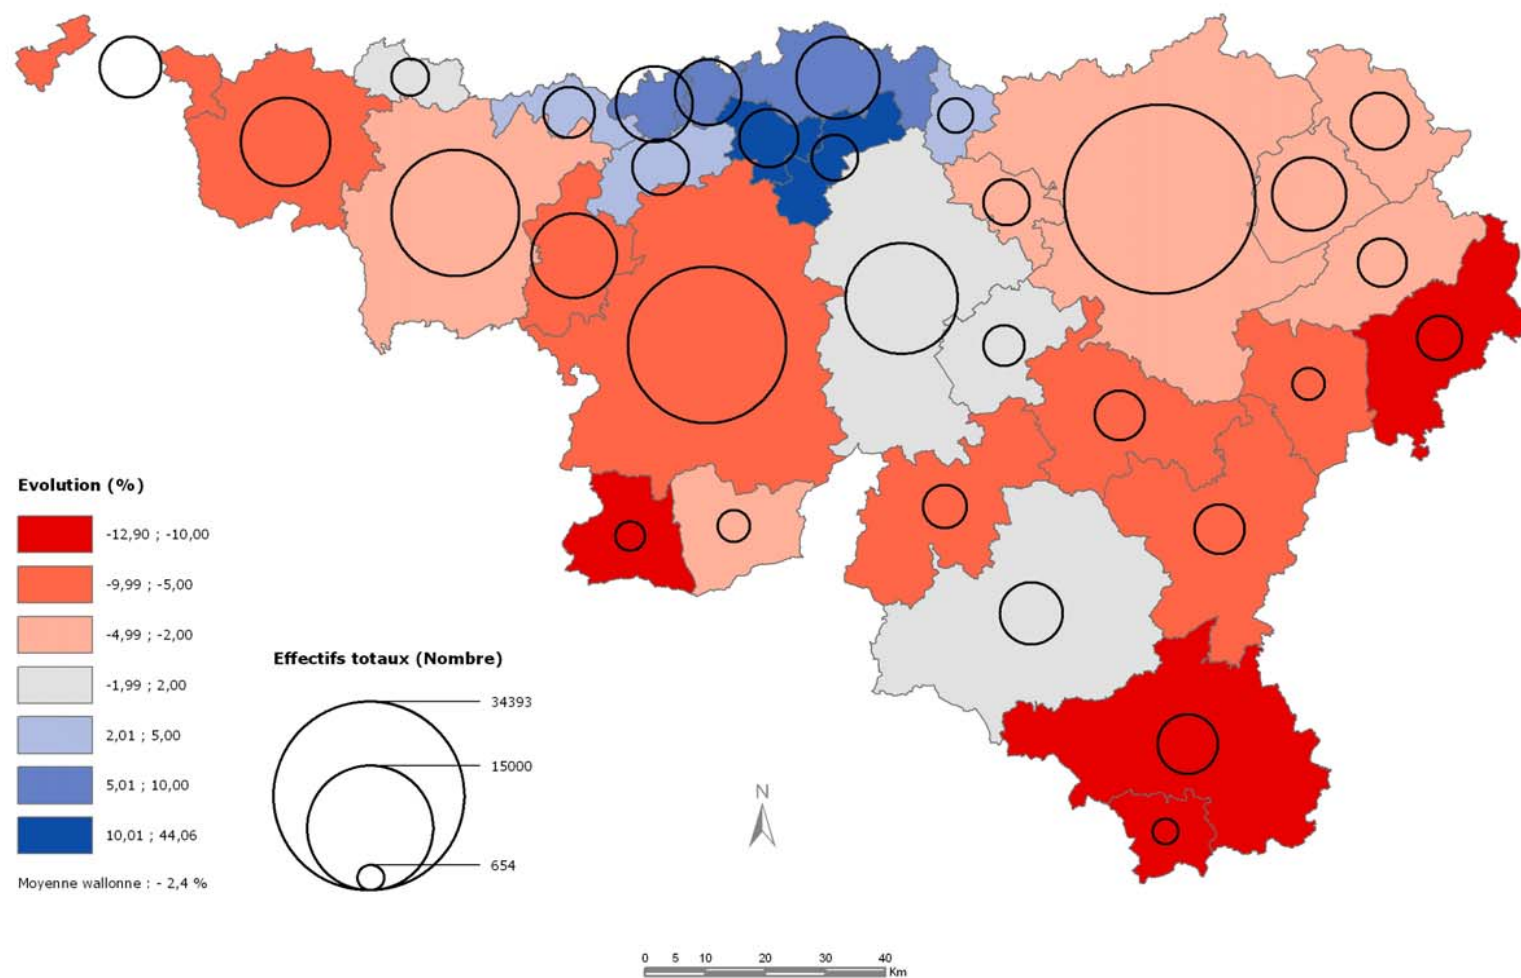 Evolution (%)
-12,90 ; -10,00
-9,99 ; -5,00
-4,99 ; -2,00
-1,99 ; 2,00
2,01 ; 5,00
5,01 ; 10,00
10,01 ; 44,06
Moyenne wallonne : - 2,4 %
Effectifs totaux (Nombre)
34393
15000
654
N
0 5 10 20 30 40
Km